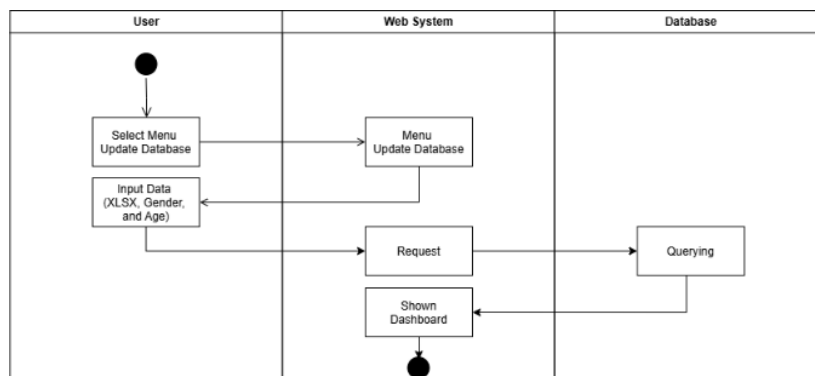 User
Web System
Database
Select Menu
Update Database
Menu
Update Database
Input Data
(XLSX, Gender,
and Age)
Request
Querying
Shown
Dashboard